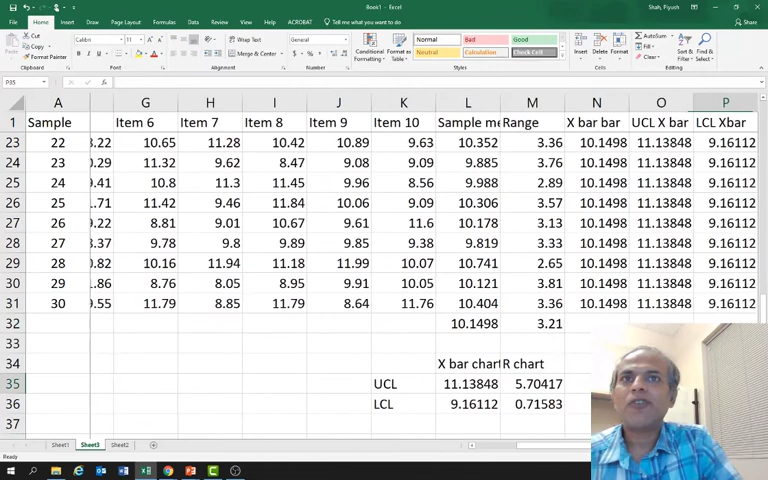 Book1 - Excel
Shah, Piyush
File Home Insert Draw Page Layout Formulas Data Review View Help ACROBAT Tell me what you want to do Share
Cut
Copy
Format Painter
Clipboard
Calibri 11
Font
Wrap Text
Merge & Center
Alignment
General
Number
Conditional Formatting Format as Table
Normal Bad Good
Neutral Calculation Check Cell
Styles
Insert Delete Format
Cells
AutoSum
Fill
Clear
Sort & Filter Find & Select
Editing
P35
A G H I J K L M N O P
1 Sample Item 6 Item 7 Item 8 Item 9 Item 10 Sample me Range X bar bar UCL X bar LCL Xbar
23 22 3.22 10.65 11.28 10.42 10.89 9.63 10.352 3.36 10.1498 11.13848 9.16112
24 23 0.29 11.32 9.62 8.47 9.08 9.09 9.885 3.76 10.1498 11.13848 9.16112
25 24 9.41 10.8 11.3 11.45 9.96 8.56 9.988 2.89 10.1498 11.13848 9.16112
26 25 .71 11.42 9.46 11.84 10.06 9.09 10.306 3.57 10.1498 11.13848 9.16112
27 26 9.22 8.81 9.01 10.67 9.61 11.6 10.178 3.13 10.1498 11.13848 9.16112
28 27 3.37 9.78 9.8 9.89 9.85 9.38 9.819 3.33 10.1498 11.13848 9.16112
29 28 0.82 10.16 11.94 11.18 11.99 10.07 10.741 2.65 10.1498 11.13848 9.16112
30 29 .86 8.76 8.05 8.95 9.91 10.05 10.121 3.81 10.1498 11.13848 9.16112
31 30 9.55 11.79 8.85 11.79 8.64 11.76 10.404 3.36 10.1498 11.13848 9.16112
32 10.1498 3.21
33
34 X bar chart R chart
35 UCL 11.13848 5.70417
36 LCL 9.16112 0.71583
37
Sheet1 Sheet3 Sheet2